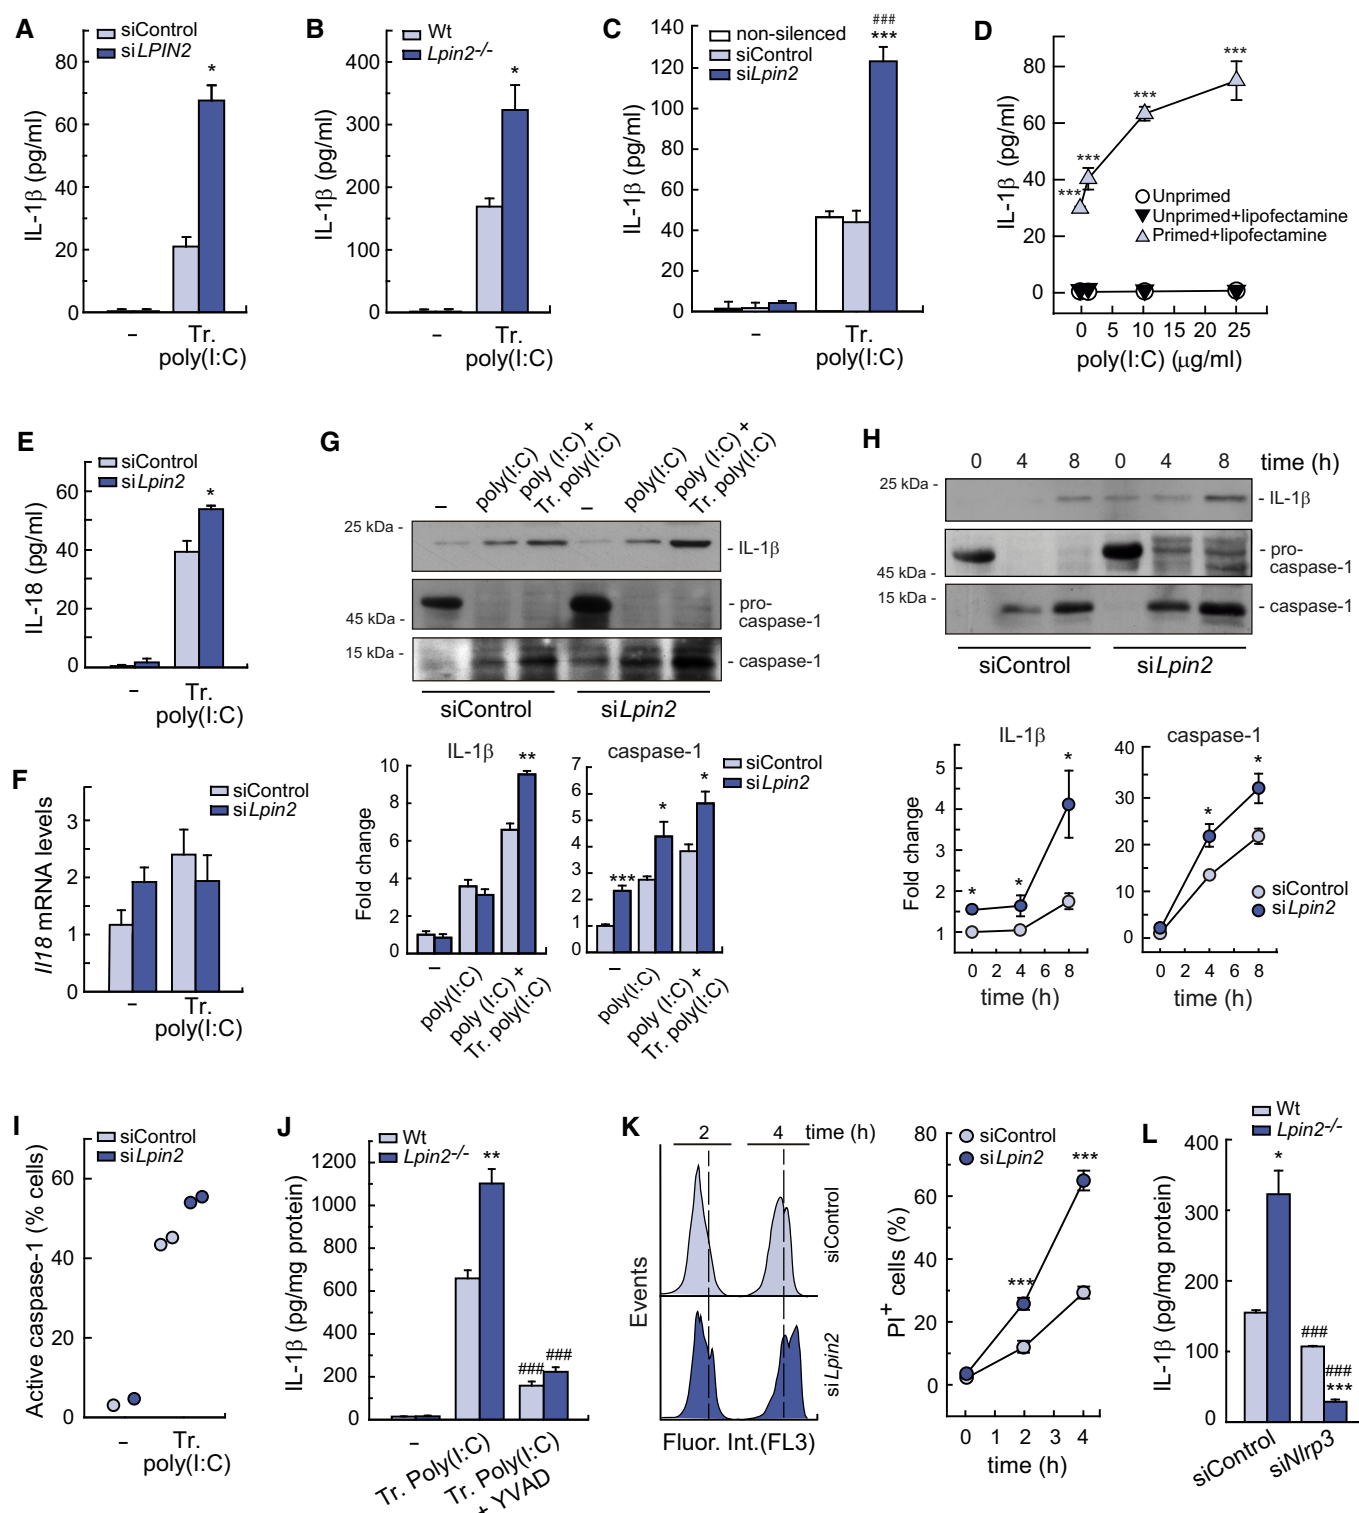 A
siControl
siLPIN2
IL-1β (pg/ml)
80
60
40
20
0
*
–
Tr.
poly(I:C)
B
Wt
Lpin2-/-
IL-1β (pg/ml)
400
300
200
100
0
*
–
Tr.
poly(I:C)
C
non-silenced
siControl
siLpin2
IL-1β (pg/ml)
140
120
100
80
60
40
20
0
###
***
–
Tr.
poly(I:C)
D
IL-1β (pg/ml)
80
60
40
20
0
***
***
***
***
Unprimed
Unprimed+lipofectamine
Primed+lipofectamine
0 5 10 15 20 25
poly(I:C) (μg/ml)
E
siControl
siLpin2
IL-18 (pg/ml)
60
40
20
0
*
–
Tr.
poly(I:C)
F
siControl
siLpin2
Il18 mRNA levels
3
2
1
0
–
Tr.
poly(I:C)
G
–
poly(I:C)
poly (I:C) +
Tr. poly(I:C)
–
poly(I:C)
poly (I:C) +
Tr. poly(I:C)
25 kDa -
- IL-1β
45 kDa -
- pro-
caspase-1
15 kDa -
- caspase-1
siControl
siLpin2
IL-1β
Fold change
10
8
6
4
2
0
**
–
poly(I:C)
poly (I:C) +
Tr. poly(I:C)
caspase-1
7
6
5
4
3
2
1
0
***
*
*
siControl
siLpin2
–
poly(I:C)
poly (I:C) +
Tr. poly(I:C)
H
0 4 8 0 4 8 time (h)
25 kDa -
- IL-1β
45 kDa -
- pro-
caspase-1
15 kDa -
- caspase-1
siControl
siLpin2
IL-1β
Fold change
5
4
3
2
1
*
*
*
0 2 4 6 8
time (h)
caspase-1
40
30
20
10
0
*
*
siControl
siLpin2
0 2 4 6 8
time (h)
I
siControl
siLpin2
Active caspase-1 (% cells)
60
40
20
0
–
Tr.
poly(I:C)
J
Wt
Lpin2-/-
IL-1β (pg/mg protein)
1200
1000
800
600
400
200
0
**
###
###
–
Tr. Poly(I:C)
Tr. Poly(I:C)
+ YVAD
K
2 4 time (h)
Events
siControl
siLpin2
Fluor. Int.(FL3)
siControl
siLpin2
PI+ cells (%)
80
60
40
20
0
***
***
0 1 2 3 4
time (h)
L
Wt
Lpin2-/-
IL-1β (pg/mg protein)
400
300
200
100
0
*
###
###
***
siControl
siNlrp3